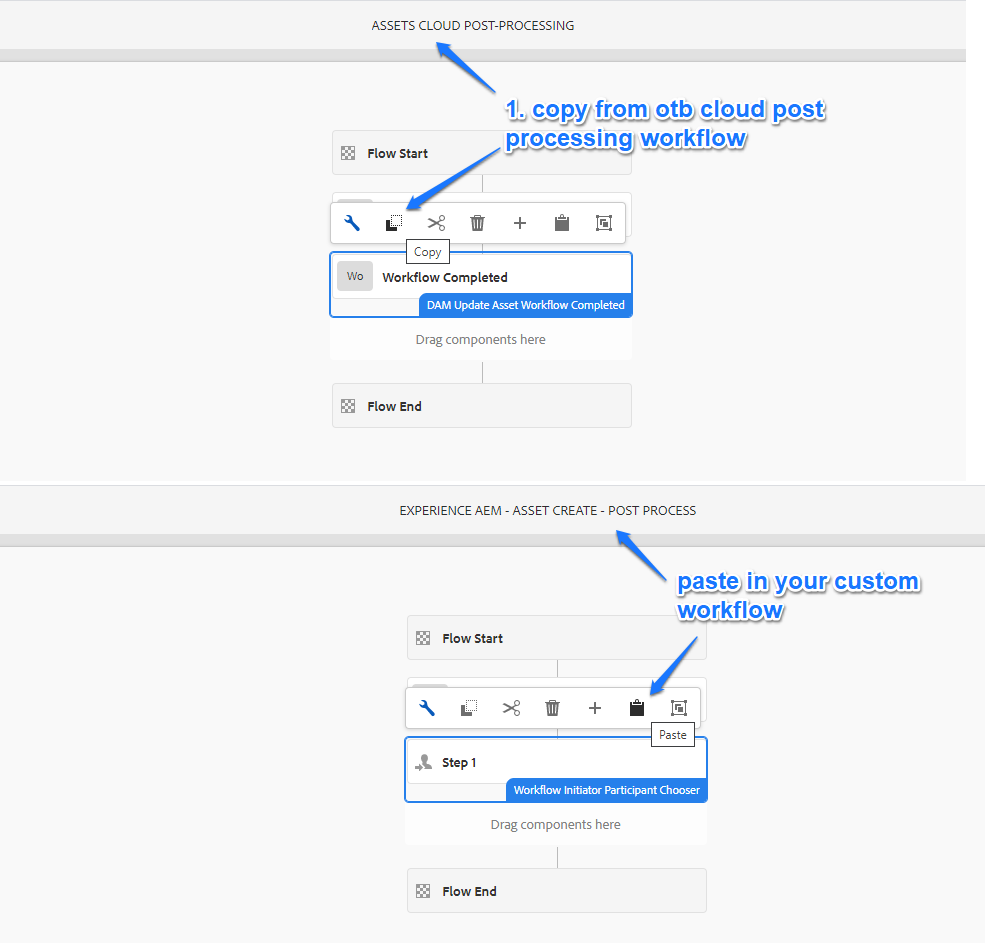 ASSETS CLOUD POST-PROCESSING
1. copy from otb cloud post
processing workflow
Flow Start
Copy
Wo
Workflow Completed
DAM Update Asset Workflow Completed
Drag components here
Flow End
EXPERIENCE AEM - ASSET CREATE - POST PROCESS
paste in your custom
workflow
Flow Start
Paste
Step 1
Workflow Initiator Participant Chooser
Drag components here
Flow End